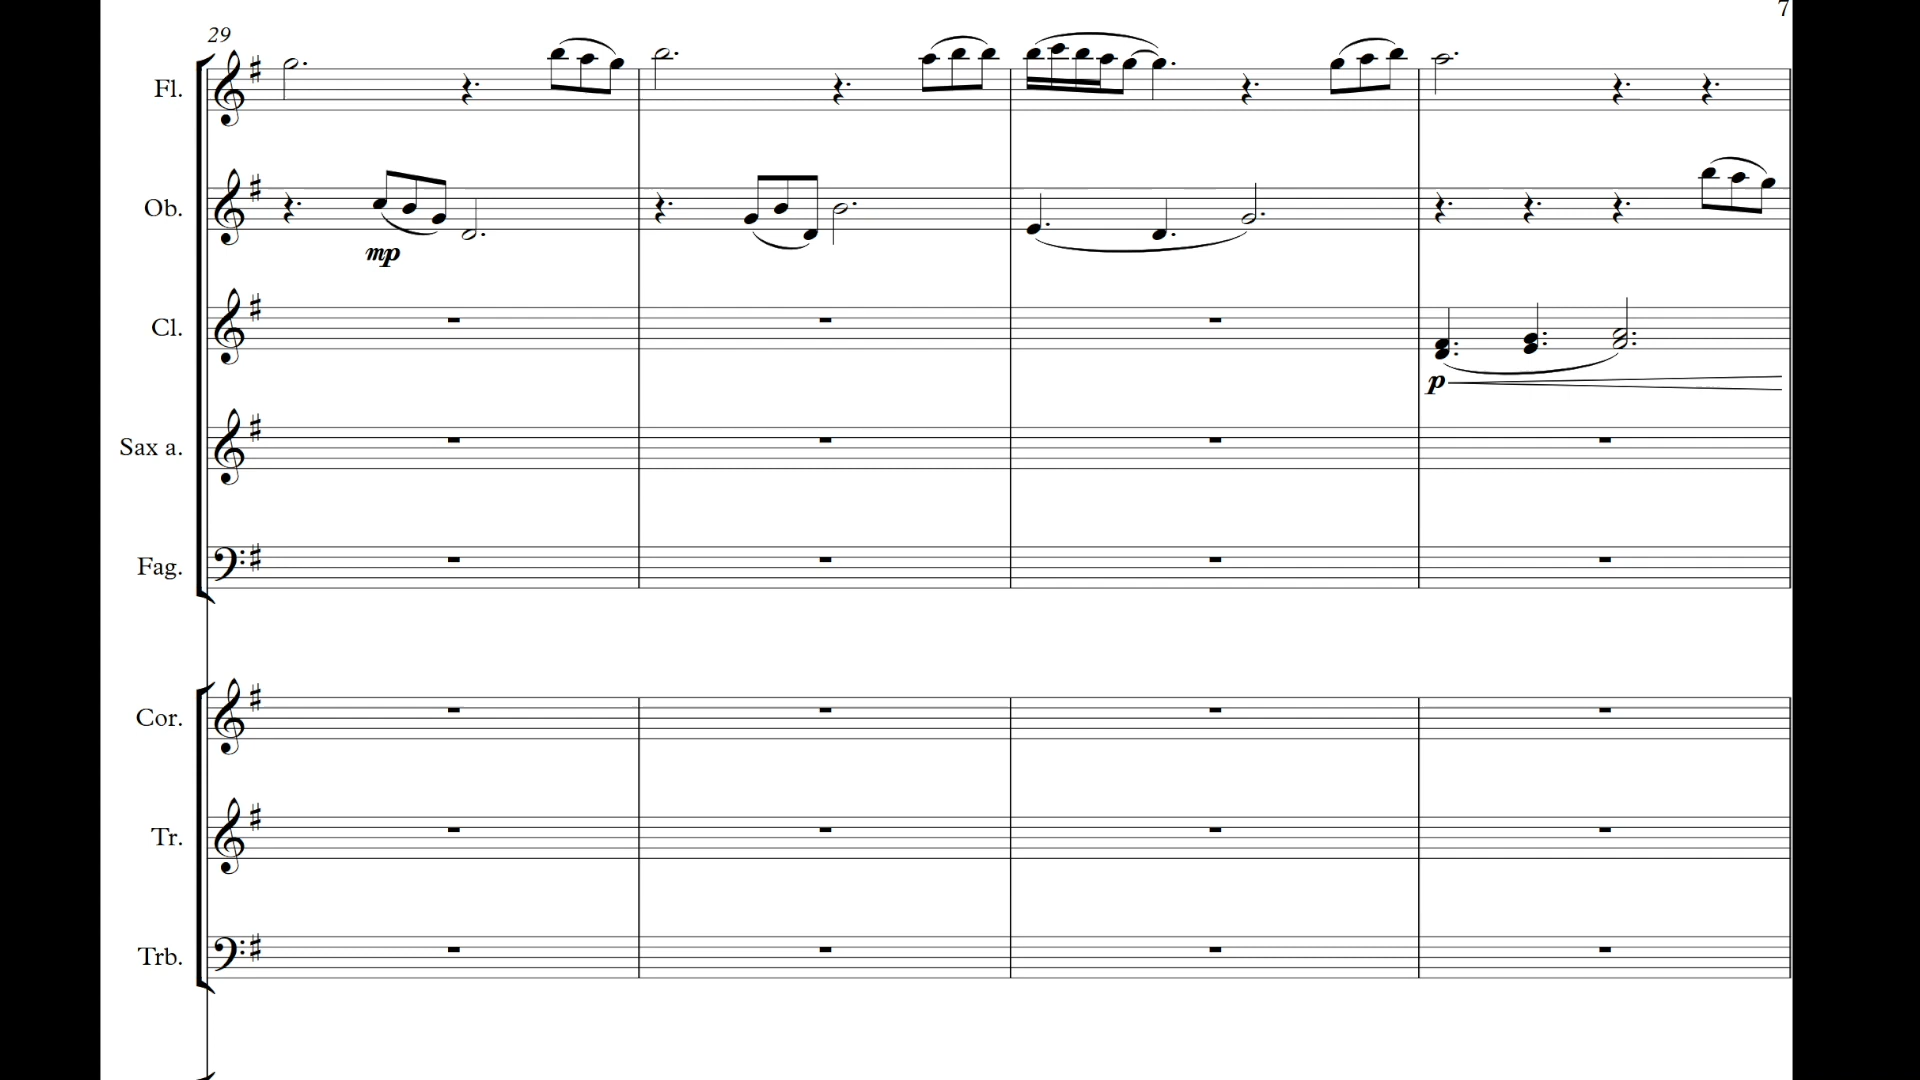 7
29
Fl.
Ob.
mp
Cl.
p
Sax a.
Fag.
Cor.
Tr.
Trb.